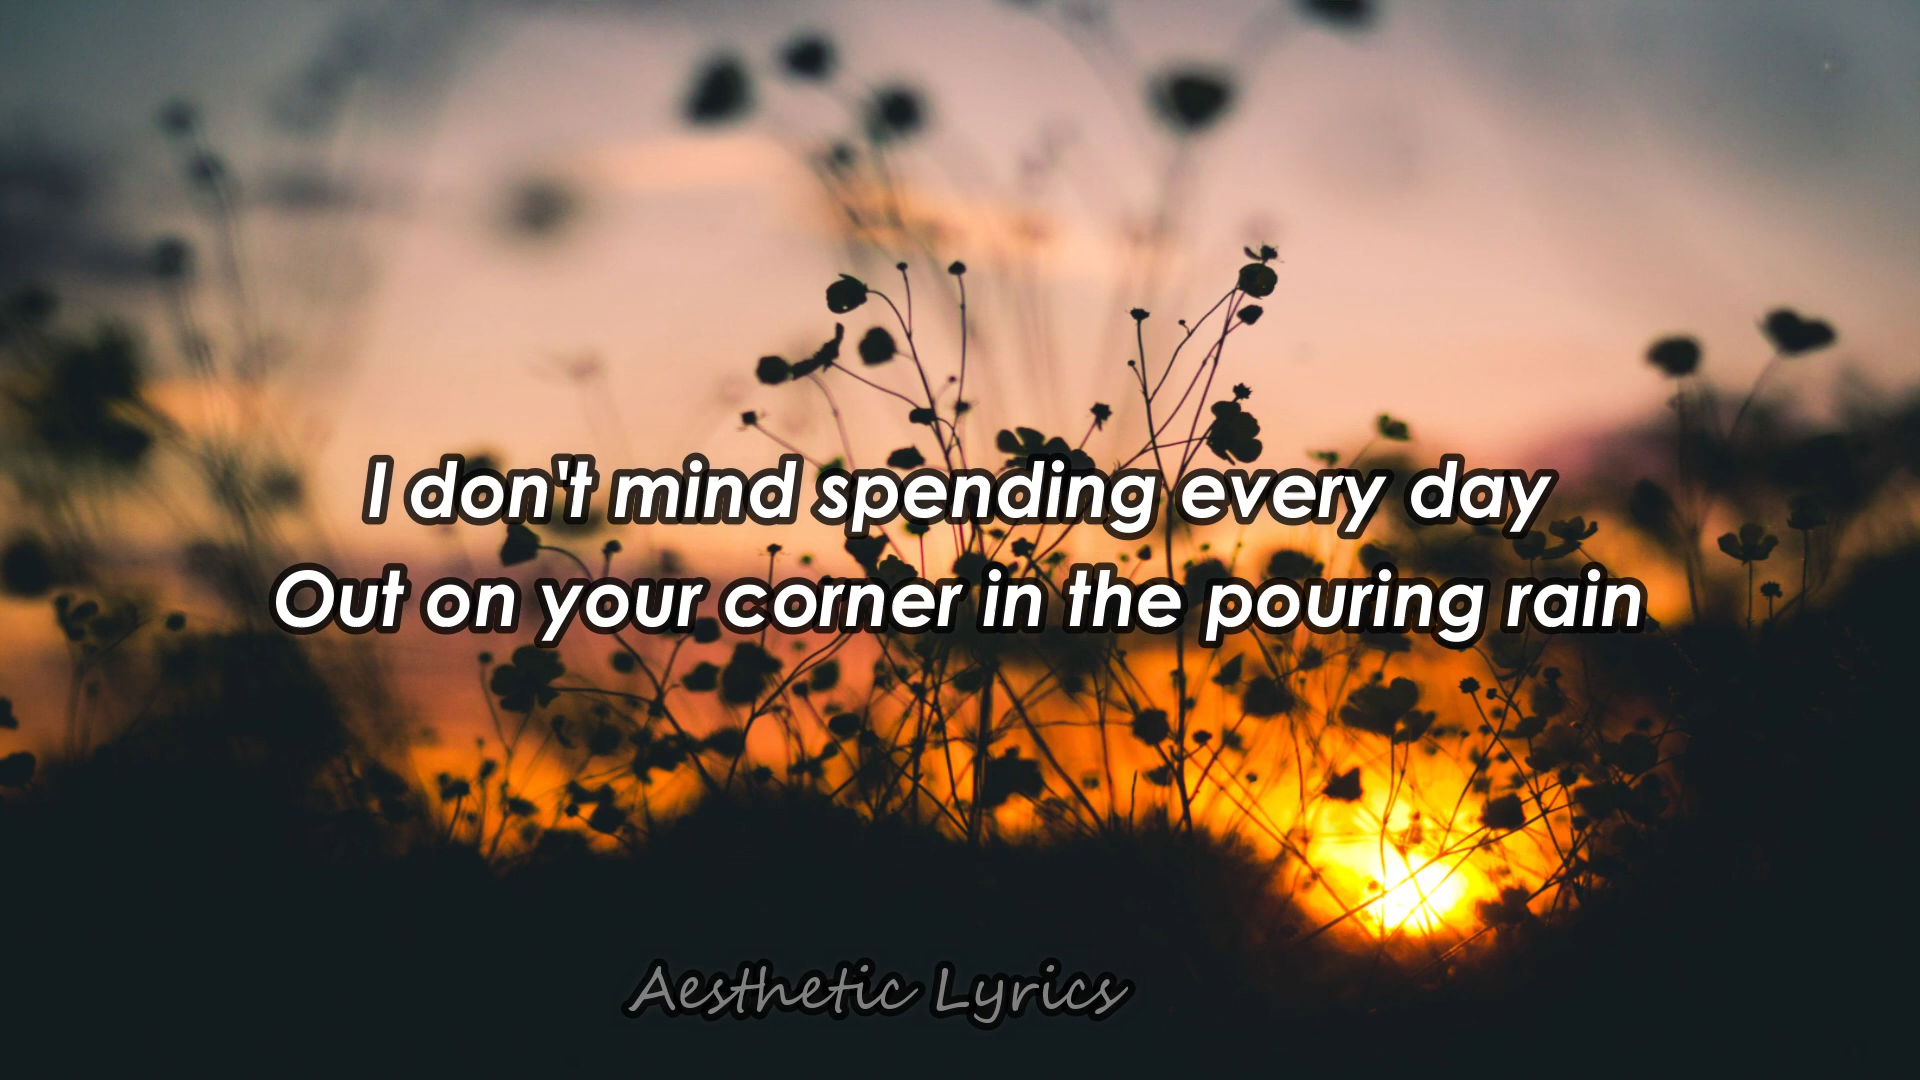 I don't mind spending every day
Out on your corner in the pouring rain
Aesthetic Lyrics